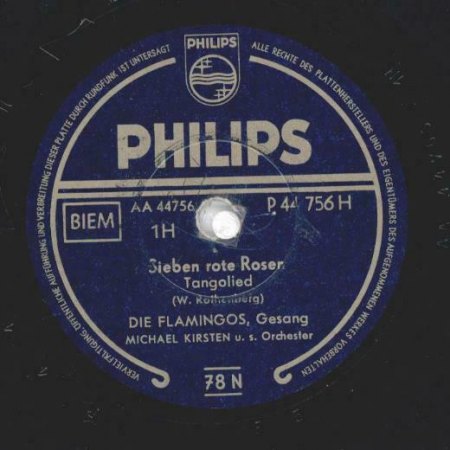 VERVIELFÄLTIGUNG, ÖFFENTLICHE AUFFÜHRUNG UND VERBREITUNG DIESER PLATTE DURCH RUNDFUNK IST UNTERSAGT
ALLE RECHTE DES PLATTENHERSTELLERS UND DES EIGENTÜMERS DES AUFGENOMMENEN WERKES VORBEHALTEN
PHILIPS
PHILIPS
BIEM
AA 44756
1H
P 44 756 H
Sieben rote Rosen
Tangolied
(W. Rothenberg)
DIE FLAMINGOS, Gesang
MICHAEL KIRSTEN u. s. Orchester
78 N